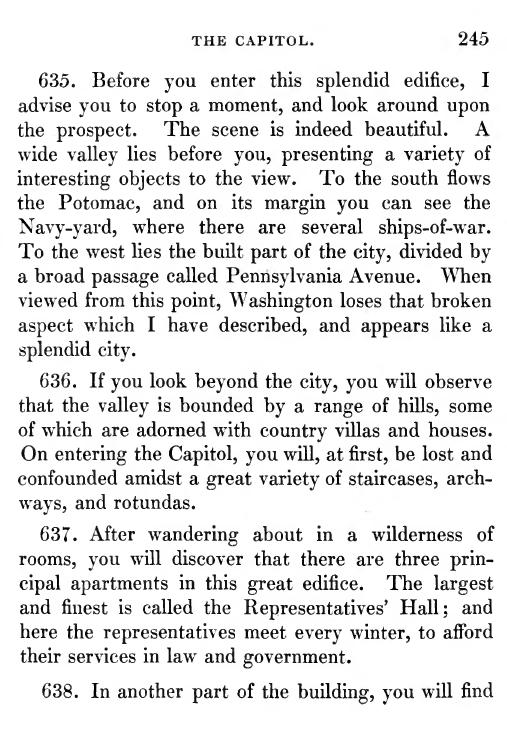 THE CAPITOL. 245
635. Before you enter this splendid edifice, I
advise you to stop a moment, and look around upon
the prospect. The scene is indeed beautiful. A
wide valley lies before you, presenting a variety of
interesting objects to the view. To the south flows
the Potomac, and on its margin you can see the
Navy-yard, where there are several ships-of-war.
To the west lies the built part of the city, divided by
a broad passage called Pennsylvania Avenue. When
viewed from this point, Washington loses that broken
aspect which I have described, and appears like a
splendid city.
636. If you look beyond the city, you will observe
that the valley is bounded by a range of hills, some
of which are adorned with country villas and houses.
On entering the Capitol, you will, at first, be lost and
confounded amidst a great variety of staircases, arch-
ways, and rotundas.
637. After wandering about in a wilderness of
rooms, you will discover that there are three prin-
cipal apartments in this great edifice. The largest
and finest is called the Representatives' Hall; and
here the representatives meet every winter, to afford
their services in law and government.
638. In another part of the building, you will find